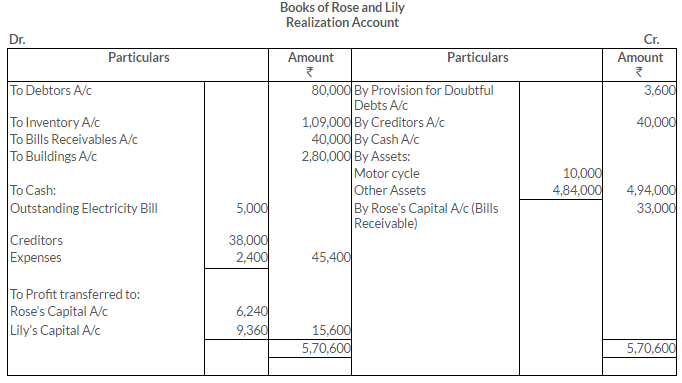 Books of Rose and Lily
Realization Account
Dr. Cr.
Particulars Amount Particulars Amount
₹ ₹
To Debtors A/c 80,000 By Provision for Doubtful 3,600
Debts A/c
To Inventory A/c 1,09,000 By Creditors A/c 40,000
To Bills Receivables A/c 40,000 By Cash A/c
To Buildings A/c 2,80,000 By Assets:
Motor cycle 10,000
To Cash: Other Assets 4,84,000 4,94,000
Outstanding Electricity Bill 5,000 By Rose's Capital A/c (Bills 33,000
Receivable)
Creditors 38,000
Expenses 2,400 45,400
To Profit transferred to:
Rose's Capital A/c 6,240
Lily's Capital A/c 9,360 15,600
5,70,600 5,70,600